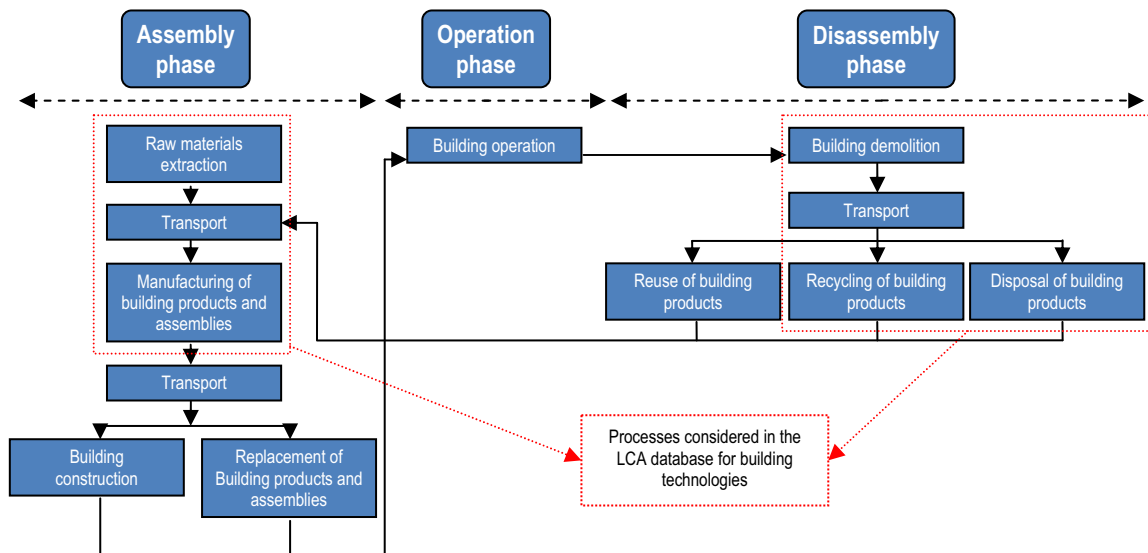 Assembly
phase
Operation
phase
Disassembly
phase
Raw materials
extraction
Building operation
Building demolition
Transport
Transport
Manufacturing of
building products and
assemblies
Reuse of building
products
Recycling of building
products
Disposal of building
products
Transport
Building
construction
Replacement of
Building products and
assemblies
Processes considered in the
LCA database for building
technologies